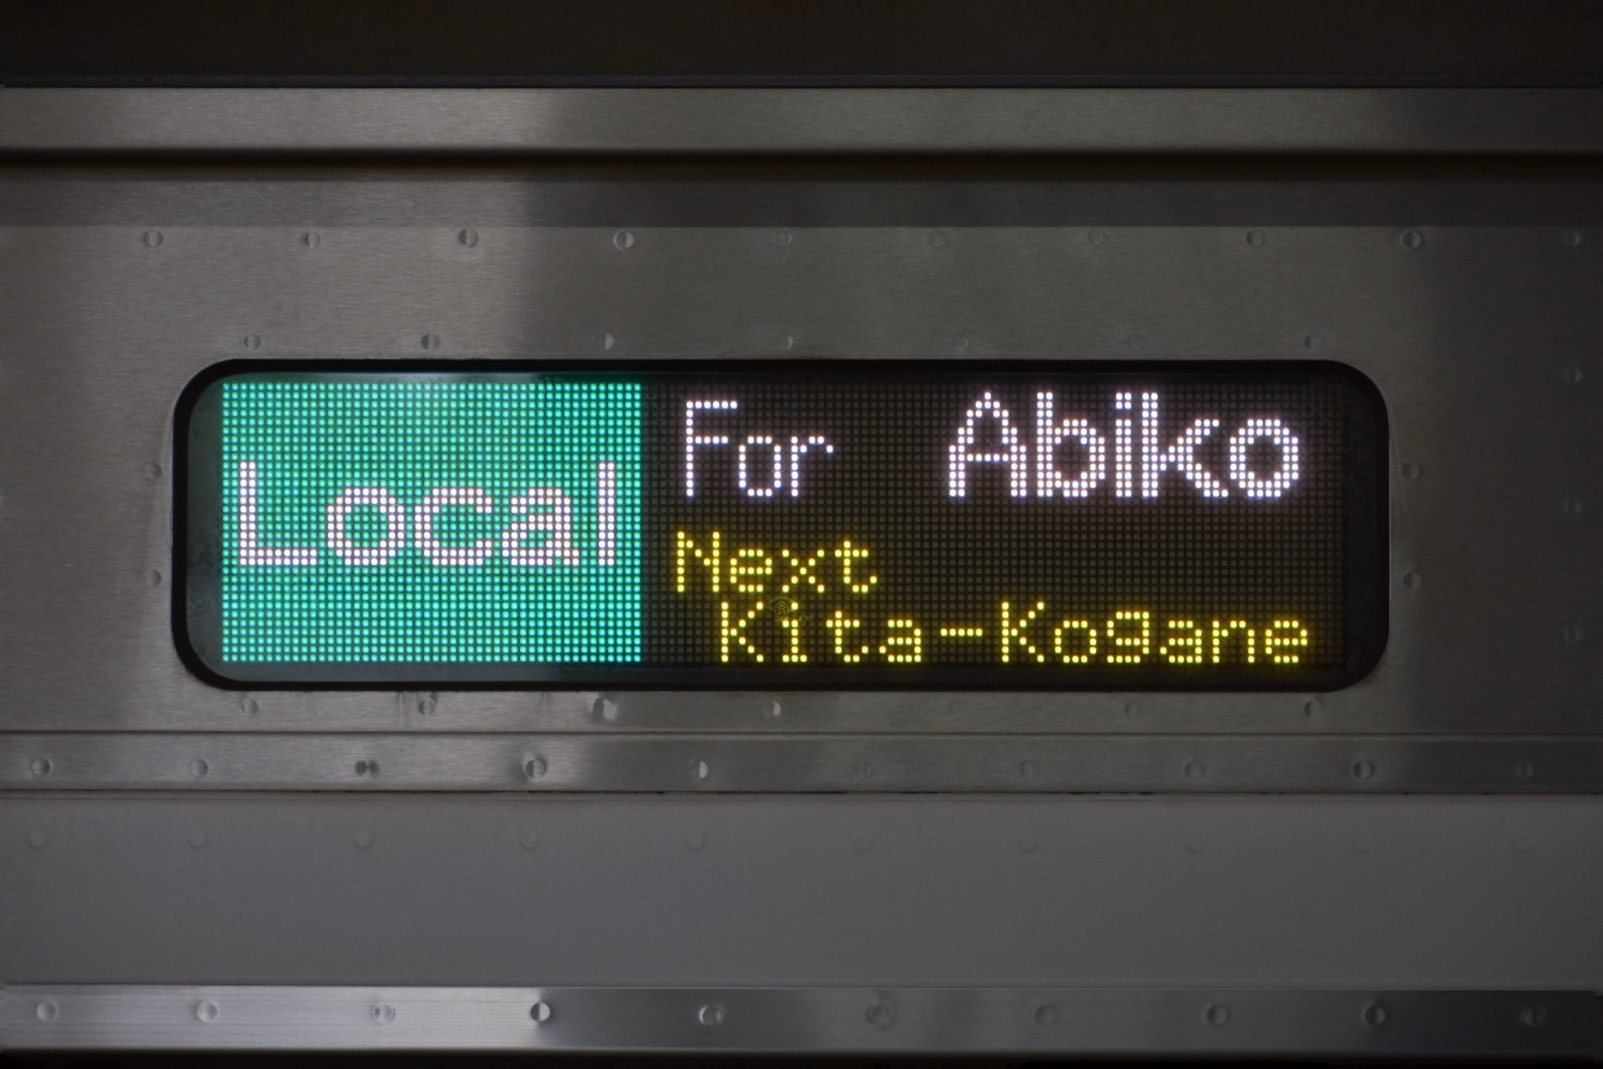 Local
For Abiko
Next
Kita-Kogane